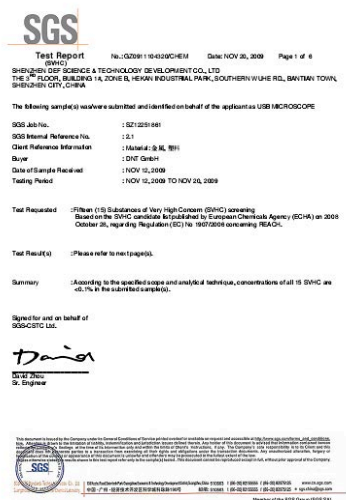 SGS
Test Report No.:GZ0911104320/CHEM Date: NOV 20, 2009 Page 1 of 6
(SVHC)
SHENZHEN DEF SCIENCE & TECHNOLOGY DEVELOPMENT CO., LTD
THE 3RD FLOOR, BUILDING 1#, ZONE B, HEKAN INDUSTRIAL PARK, SOUTHERN WUHE RD., BANTIAN TOWN,
SHENZHEN CITY, CHINA
The following sample(s) was/were submitted and identified on behalf of the applicant as USB MICROSCOPE
SGS Job No. : SZ12251861
SGS Internal Reference No. : 2.1
Client Reference Information : Material: 金属, 塑料
Buyer : DNT GmbH
Date of Sample Received : NOV 12, 2009
Testing Period : NOV 12, 2009 TO NOV 20, 2009
Test Requested :Fifteen (15) Substances of Very High Concern (SVHC) screening
Based on the SVHC candidate list published by European Chemicals Agency (ECHA) on 2008
October 28, regarding Regulation (EC) No 1907/2006 concerning REACH.
Test Result(s) :Please refer to next page(s).
Summary :According to the specified scope and analytical technique, concentrations of all 15 SVHC are
<0.1% in the submitted sample(s).
Signed for and on behalf of
SGS-CSTC Ltd.
David
David Zhou
Sr. Engineer
SGS